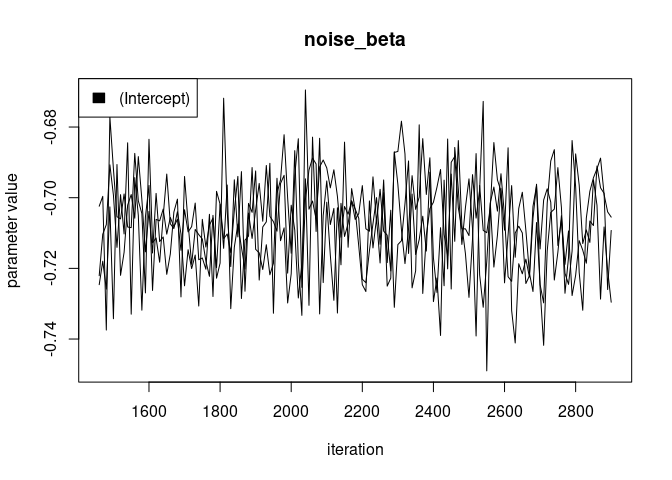 noise_beta
(Intercept)
parameter value
-0.68
-0.70
-0.72
-0.74
1600 1800 2000 2200 2400 2600 2800
iteration